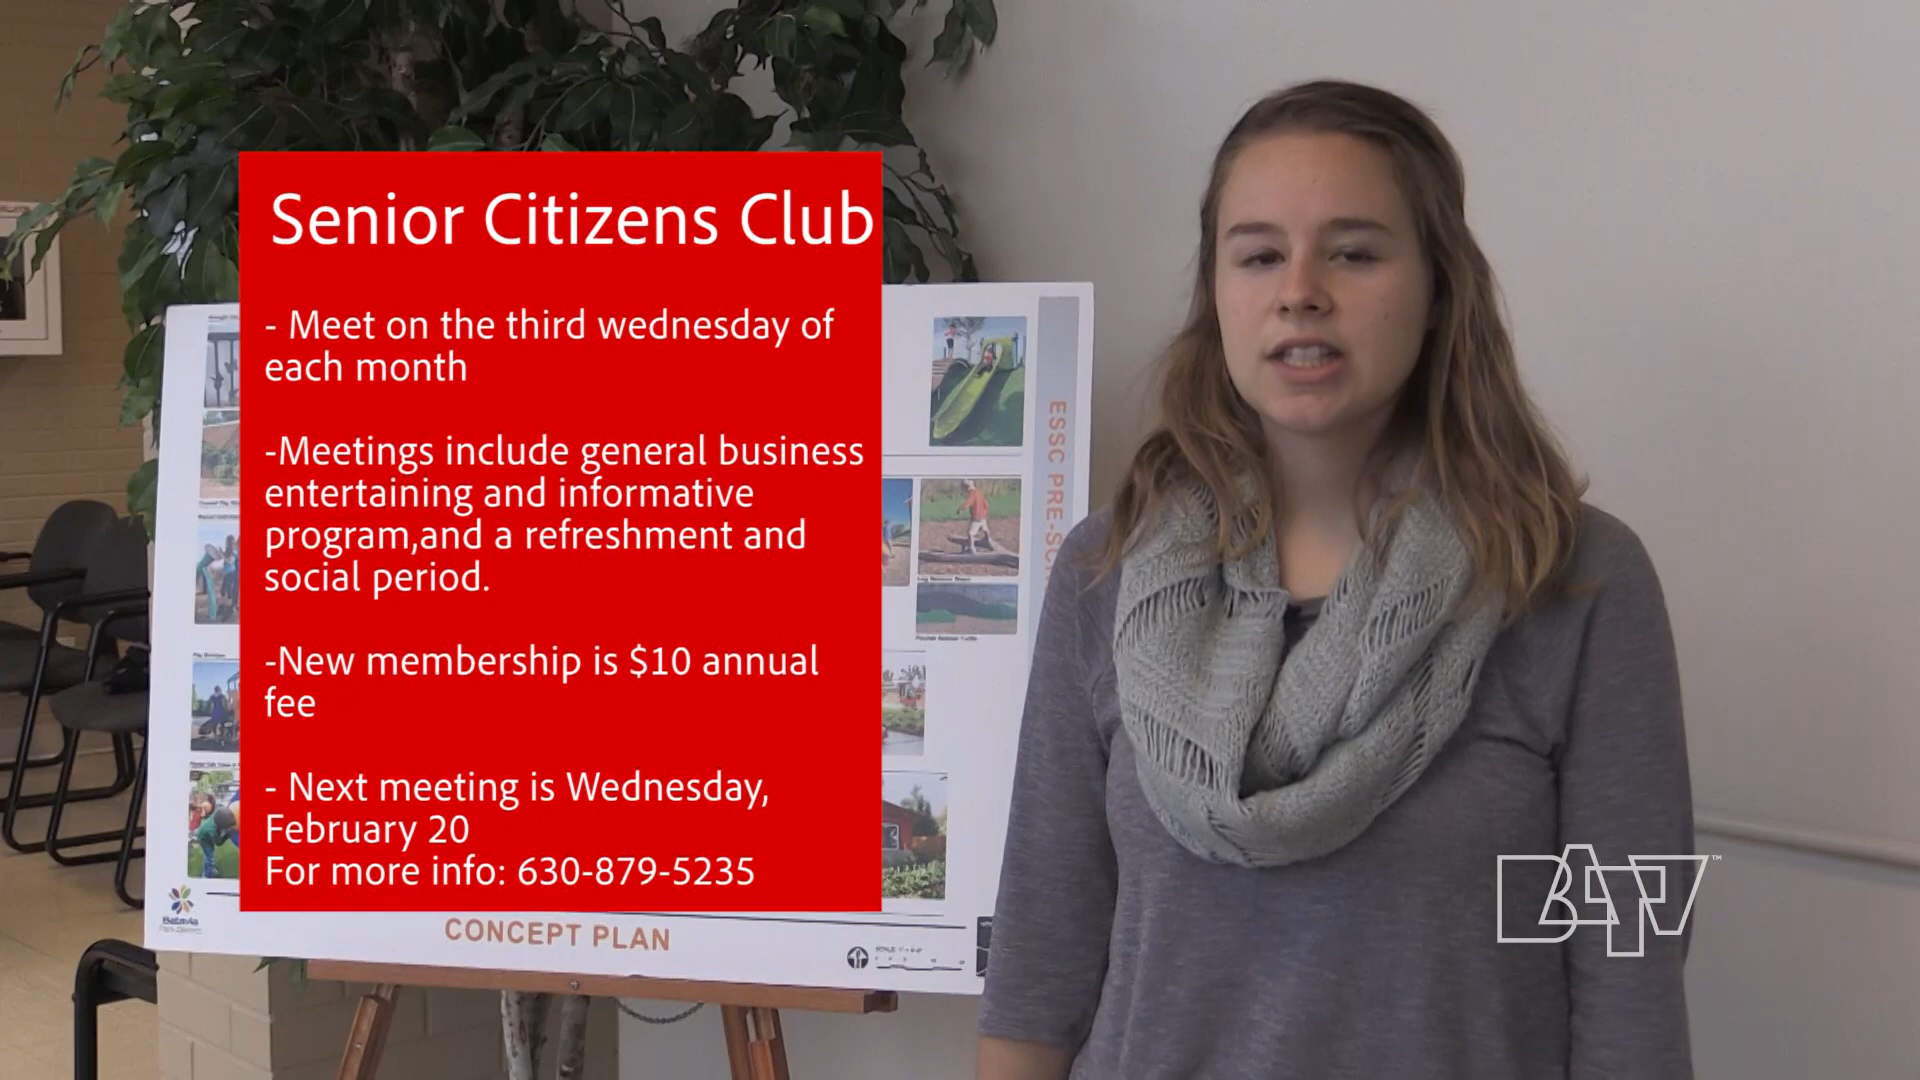 Senior Citizens Club
- Meet on the third wednesday of
each month
-Meetings include general business
entertaining and informative
program,and a refreshment and
social period.
-New membership is $10 annual
fee
- Next meeting is Wednesday,
February 20
For more info: 630-879-5235
ESSC PRE-SC
Batavia
CONCEPT PLAN
BATV™